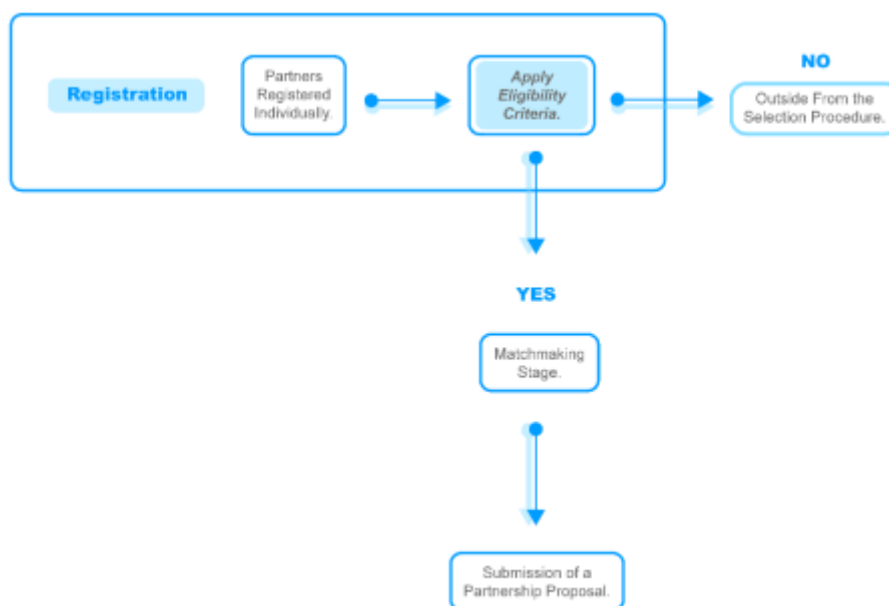 Registration
Partners
Registered
Individually.
Apply
Eligibility
Criteria.
NO
Outside From the
Selection Procedure.
YES
Matchmaking
Stage.
Submission of a
Partnership Proposal.